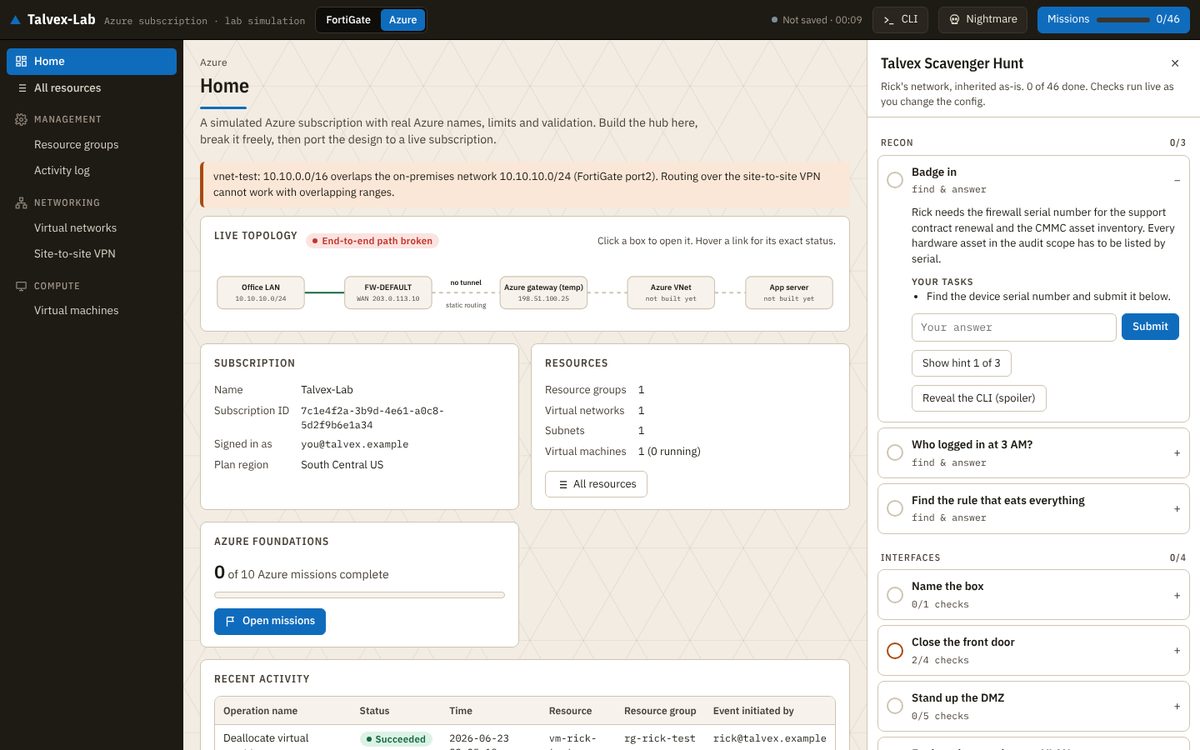 Talvex-Lab Azure subscription · lab simulation FortiGate Azure Not saved · 00:09 CLI Nightmare Missions 0/46
Home
All resources
MANAGEMENT
Resource groups
Activity log
NETWORKING
Virtual networks
Site-to-site VPN
COMPUTE
Virtual machines
Azure
Home
A simulated Azure subscription with real Azure names, limits and validation. Build the hub here,
break it freely, then port the design to a live subscription.
vnet-test: 10.10.0.0/16 overlaps the on-premises network 10.10.10.0/24 (FortiGate port2). Routing over the site-to-site VPN
cannot work with overlapping ranges.
LIVE TOPOLOGY End-to-end path broken Click a box to open it. Hover a link for its exact status.
Office LAN
10.10.10.0/24
FW-DEFAULT
WAN 203.0.113.10
no tunnel
static routing
Azure gateway (temp)
198.51.100.25
Azure VNet
not built yet
App server
not built yet
SUBSCRIPTION
Name Talvex-Lab
Subscription ID 7c1e4f2a-3b9d-4e61-a0c8-
5d2f9b6e1a34
Signed in as you@talvex.example
Plan region South Central US
RESOURCES
Resource groups 1
Virtual networks 1
Subnets 1
Virtual machines 1 (0 running)
All resources
AZURE FOUNDATIONS
0 of 10 Azure missions complete
Open missions
RECENT ACTIVITY
Operation name Status Time Resource Resource group Event initiated by
Deallocate virtual Succeeded 2026-06-23 vm-rick- rg-rick-test rick@talvex.example
Talvex Scavenger Hunt
Rick's network, inherited as-is. 0 of 46 done. Checks run live as
you change the config.
RECON 0/3
Badge in
find & answer
Rick needs the firewall serial number for the support
contract renewal and the CMMC asset inventory. Every
hardware asset in the audit scope has to be listed by
serial.
YOUR TASKS
• Find the device serial number and submit it below.
Your answer Submit
Show hint 1 of 3
Reveal the CLI (spoiler)
Who logged in at 3 AM?
find & answer
Find the rule that eats everything
find & answer
INTERFACES 0/4
Name the box
0/1 checks
Close the front door
2/4 checks
Stand up the DMZ
0/5 checks